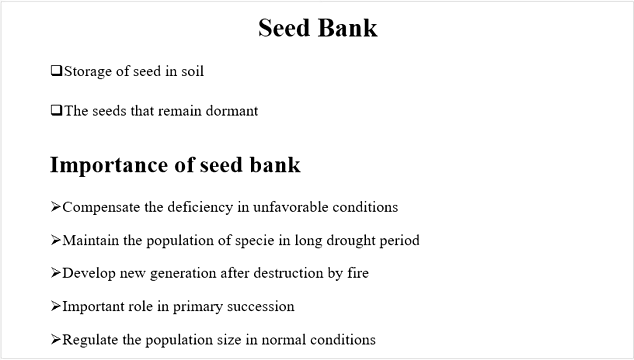 Seed Bank
❑Storage of seed in soil
❑The seeds that remain dormant
Importance of seed bank
➢Compensate the deficiency in unfavorable conditions
➢Maintain the population of specie in long drought period
➢Develop new generation after destruction by fire
➢Important role in primary succession
➢Regulate the population size in normal conditions